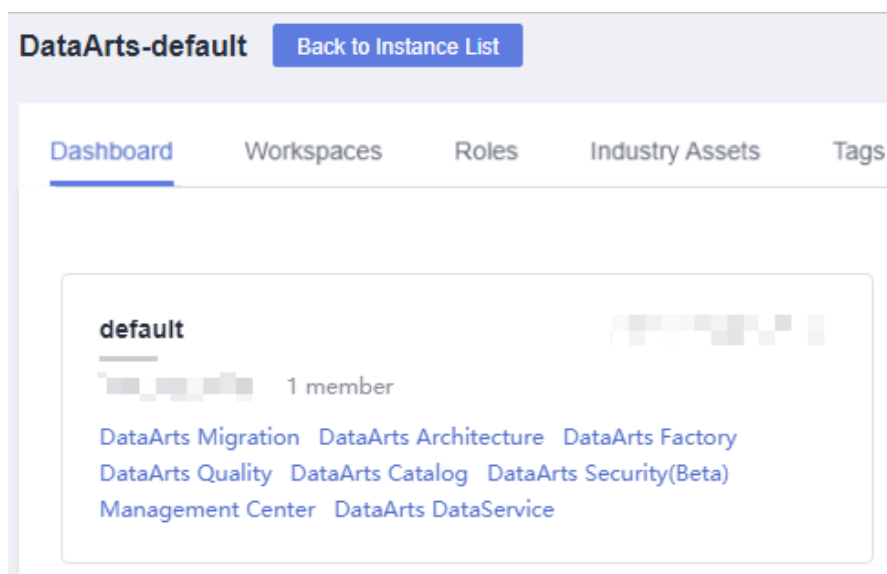 DataArts-default Back to Instance List
Dashboard Workspaces Roles Industry Assets Tags
default
1 member
DataArts Migration DataArts Architecture DataArts Factory
DataArts Quality DataArts Catalog DataArts Security(Beta)
Management Center DataArts DataService